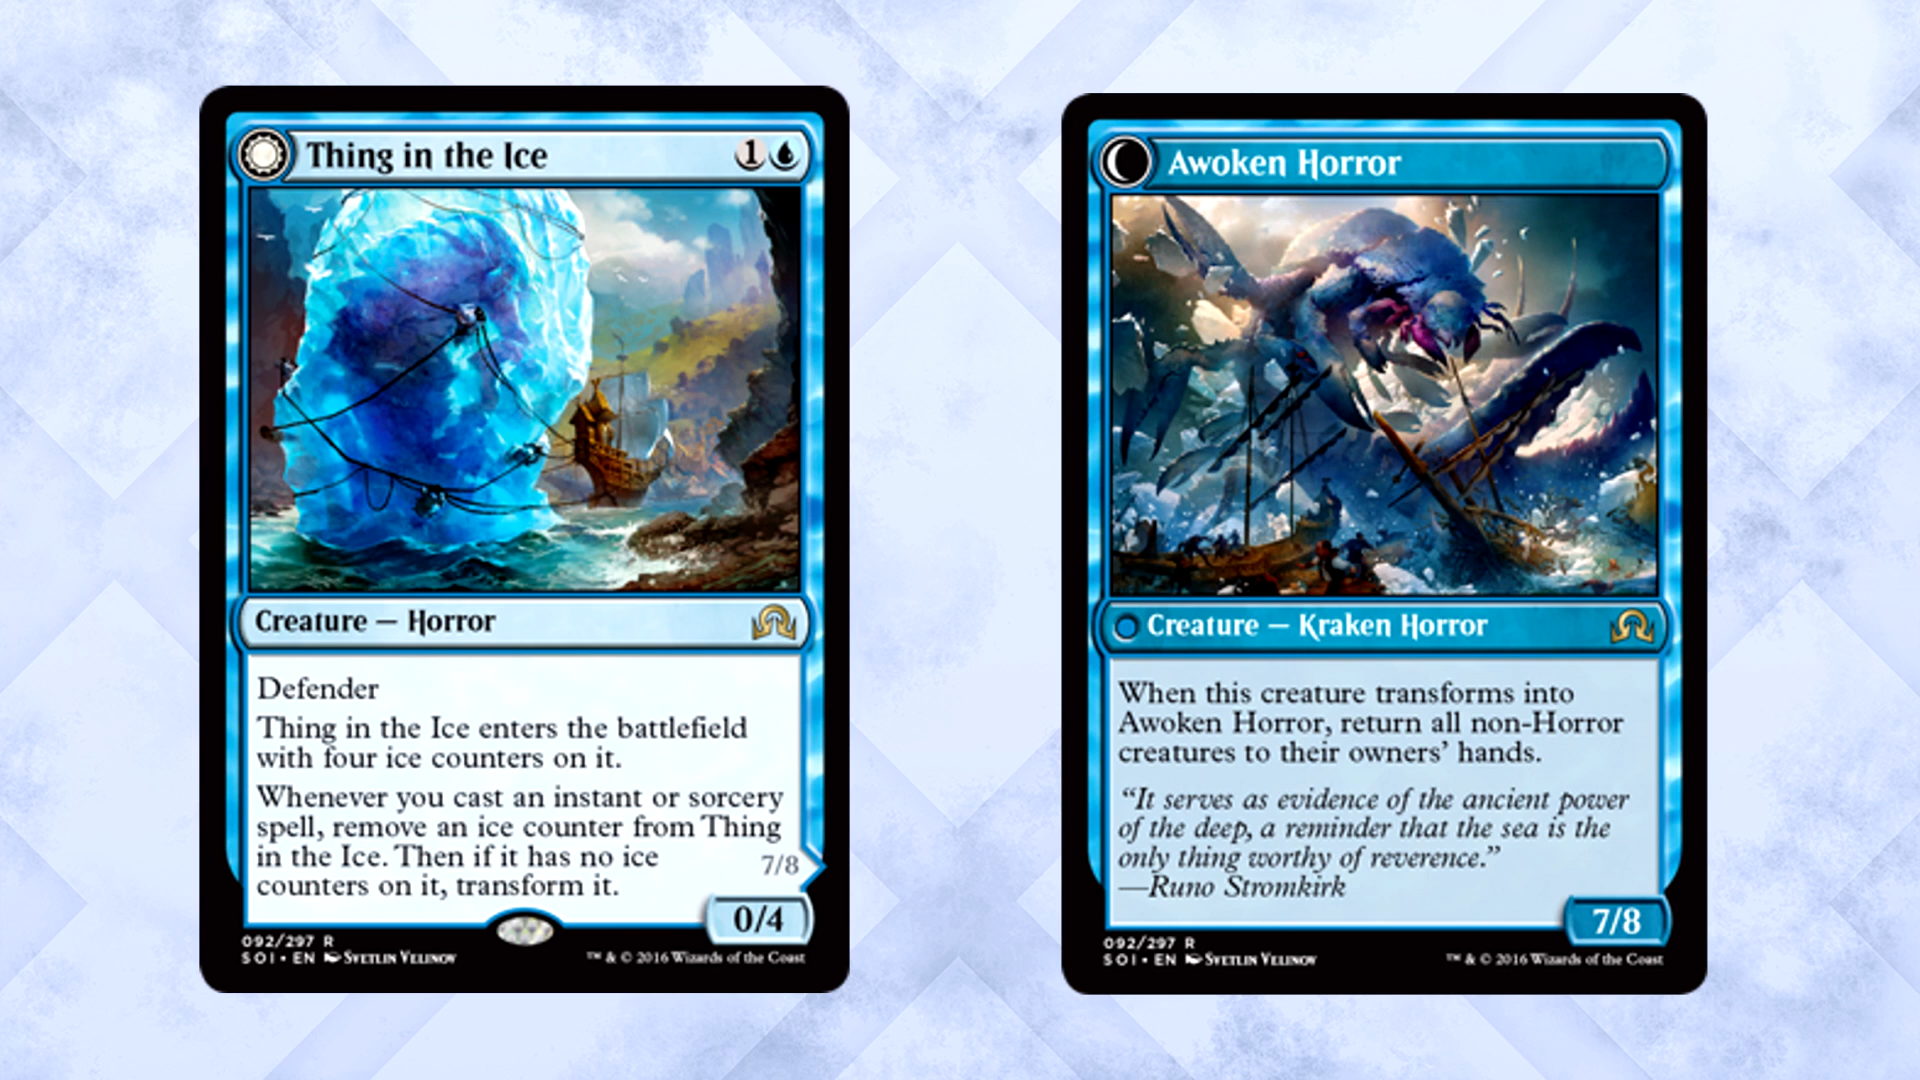 Thing in the Ice
1
Creature — Horror
Defender
Thing in the Ice enters the battlefield
with four ice counters on it.
Whenever you cast an instant or sorcery
spell, remove an ice counter from Thing
in the Ice. Then if it has no ice
counters on it, transform it.
7/8
0/4
092/297 R
SOI • EN Svetlin Velinov
™ & © 2016 Wizards of the Coast
Awoken Horror
Creature — Kraken Horror
When this creature transforms into
Awoken Horror, return all non-Horror
creatures to their owners’ hands.
“It serves as evidence of the ancient power
of the deep, a reminder that the sea is the
only thing worthy of reverence.”
—Runo Stromkirk
7/8
092/297 R
SOI • EN Svetlin Velinov
™ & © 2016 Wizards of the Coast